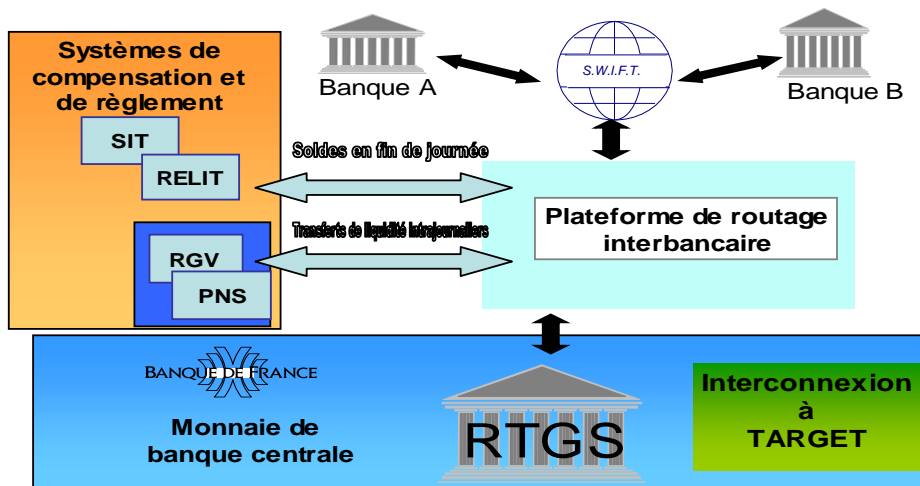 Systèmes de
compensation et
de règlement
SIT
RELIT
RGV
PNS
Banque A
S.W.I.F.T.
Banque B
Soldes en fin de journée
Transferts de liquidité intrajournaliers
Plateforme de routage
interbancaire
BANQUE DE FRANCE
Monnaie de
banque centrale
RTGS
Interconnexion
à
TARGET